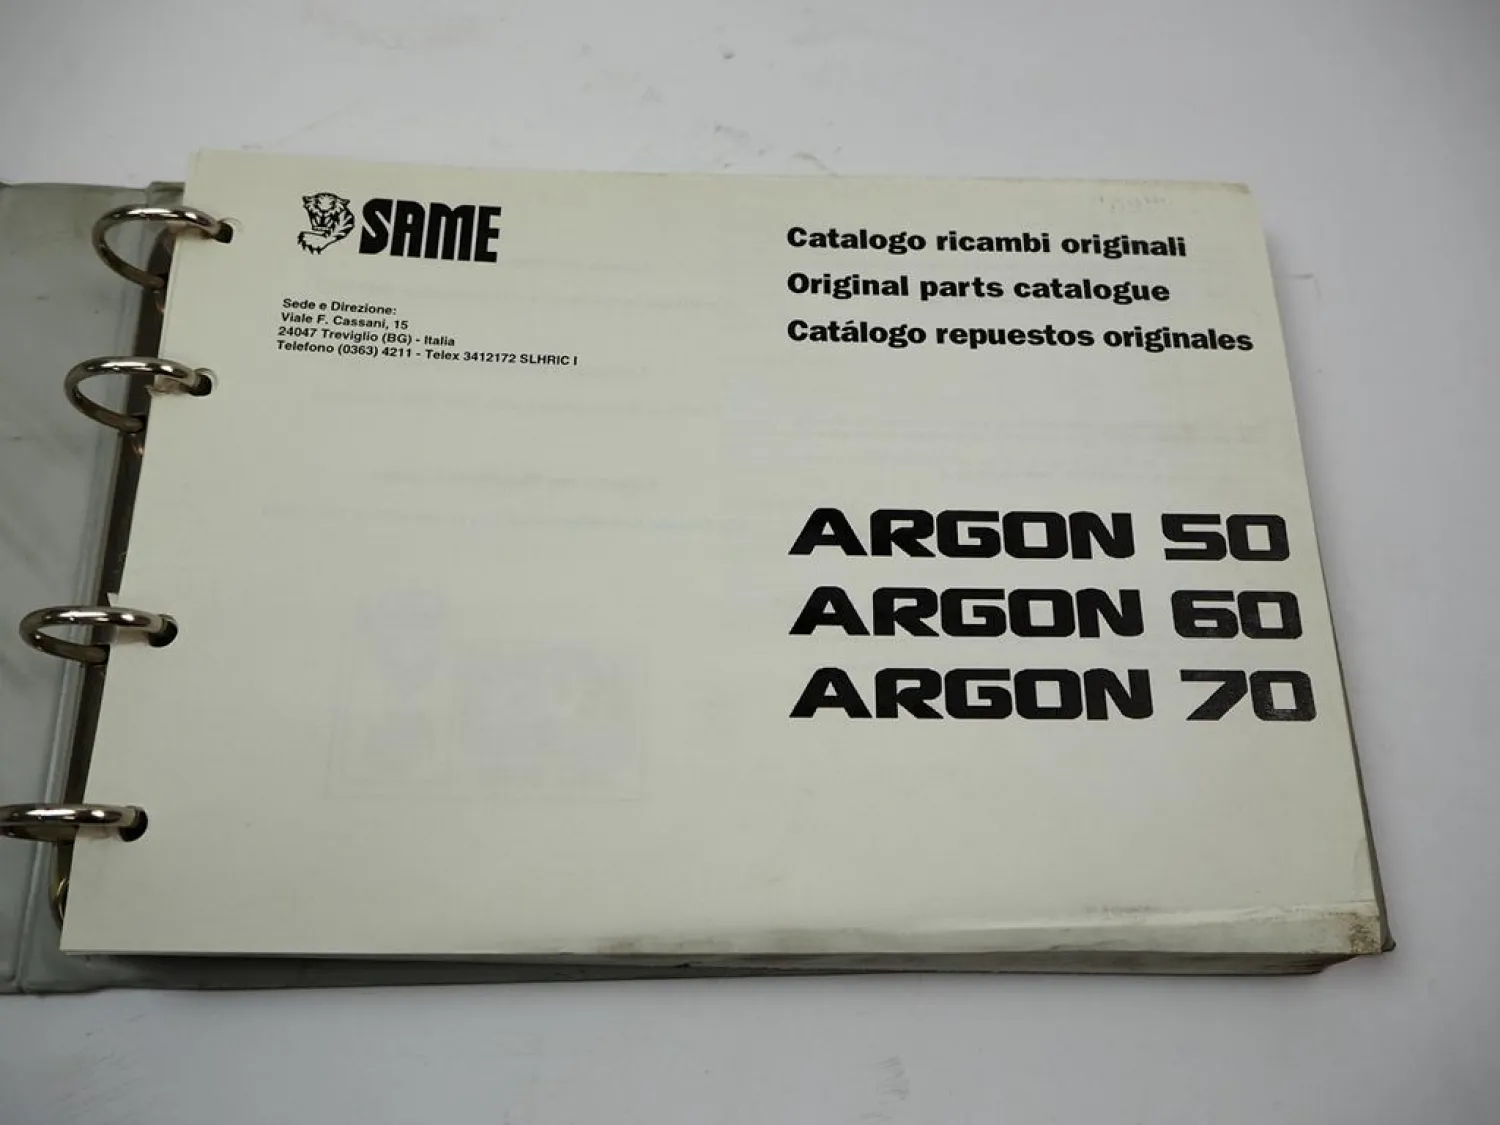 SAME
Sede e Direzione:
Viale F. Cassani, 15
24047 Treviglio (BG) - Italia
Telefono (0363) 4211 - Telex 3412172 SLHRIC I
Catalogo ricambi originali
Original parts catalogue
Catálogo repuestos originales
ARGON 50
ARGON 60
ARGON 70